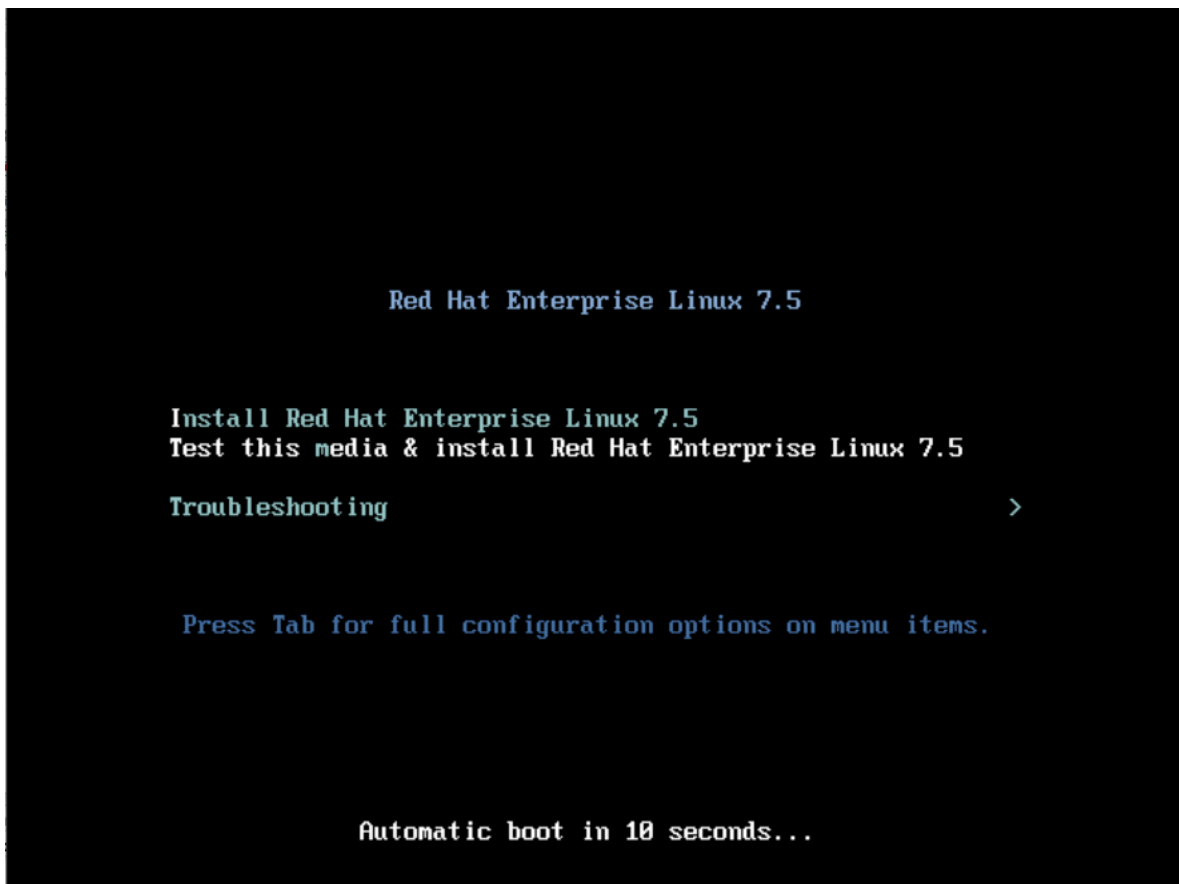 Red Hat Enterprise Linux 7.5
Install Red Hat Enterprise Linux 7.5
Test this media & install Red Hat Enterprise Linux 7.5
Troubleshooting >
Press Tab for full configuration options on menu items.
Automatic boot in 10 seconds...